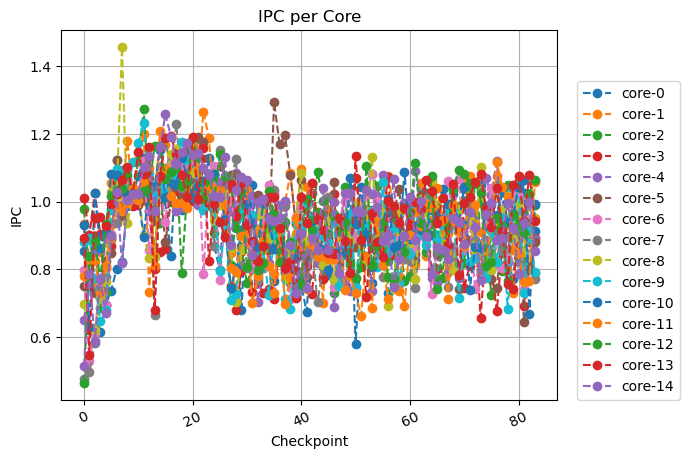 IPC per Core
IPC
1.4
1.2
1.0
0.8
0.6
0
20
40
60
80
Checkpoint
core-0
core-1
core-2
core-3
core-4
core-5
core-6
core-7
core-8
core-9
core-10
core-11
core-12
core-13
core-14